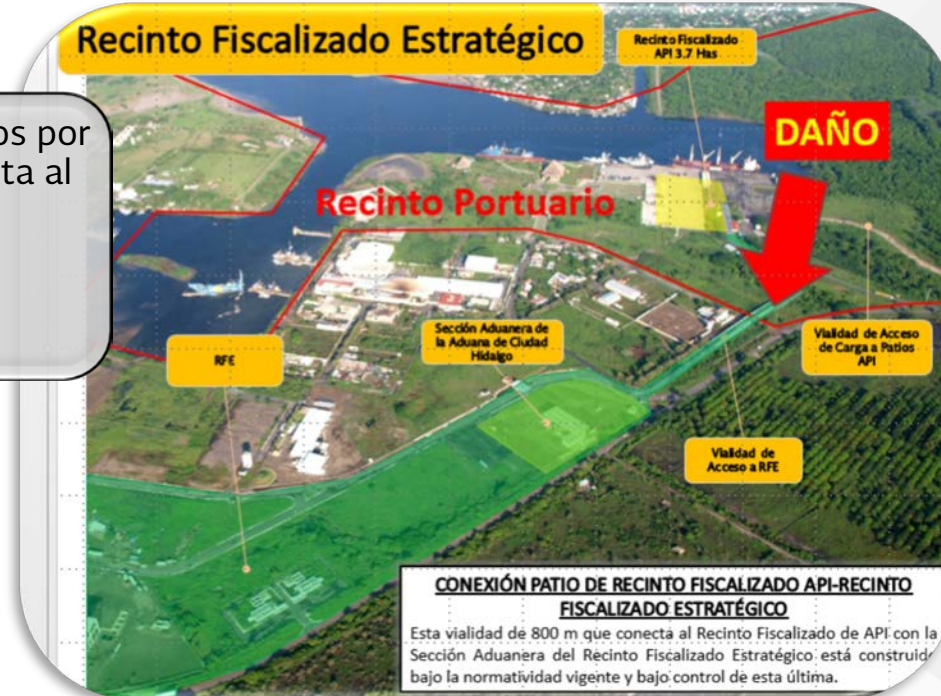 Recinto Fiscalizado Estratégico
Recinto Fiscalizado
API 3.7 Has
os por
ta al
DAÑO
Recinto Portuario
Sección Aduanera de
la Aduana de Ciudad
Hidalgo
RFE
Vialidad de Acceso
de Carga a Patios
API
Vialidad de
Acceso a RFE
CONEXIÓN PATIO DE RECINTO FISCALIZADO API-RECINTO
FISCALIZADO ESTRATÉGICO
Esta vialidad de 800 m que conecta al Recinto Fiscalizado de API con la
Sección Aduanera del Recinto Fiscalizado Estratégico está construid
bajo la normatividad vigente y bajo control de esta última.